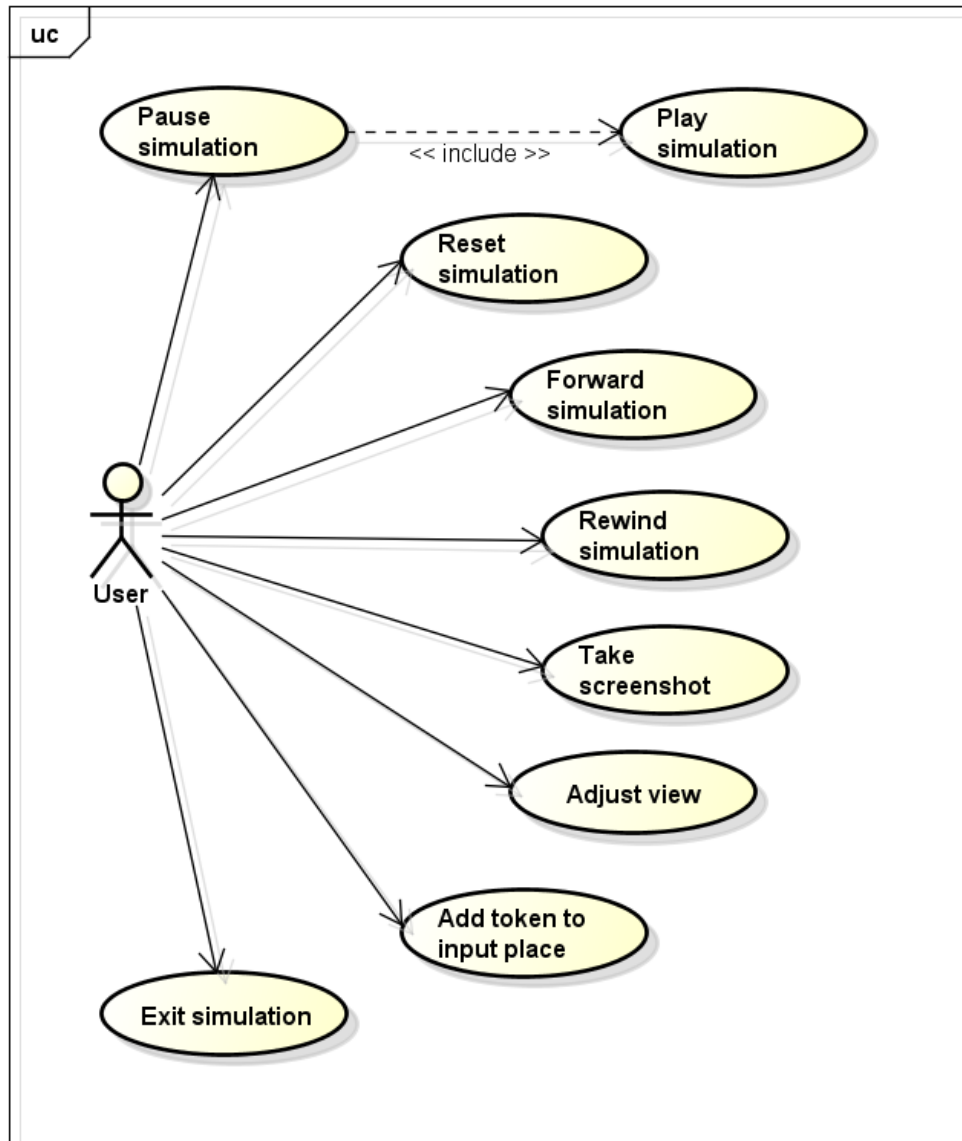 uc
Pause
simulation
<< include >>
Play
simulation
Reset
simulation
Forward
simulation
Rewind
simulation
User
Take
screenshot
Adjust view
Add token to
input place
Exit simulation